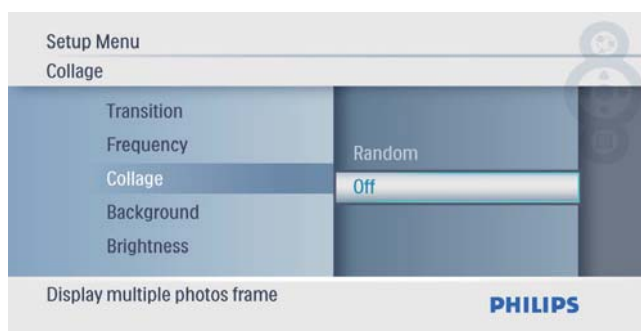 Setup Menu
Collage
Transition
Frequency
Collage
Background
Brightness
Random
Off
Display multiple photos frame
PHILIPS